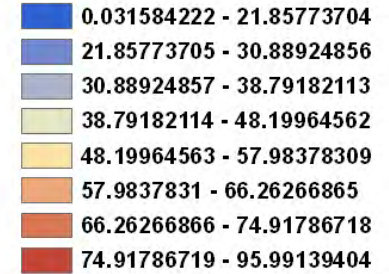 0.031584222 - 21.85773704
21.85773705 - 30.88924856
30.88924857 - 38.79182113
38.79182114 - 48.19964562
48.19964563 - 57.98378309
57.9837831 - 66.26266865
66.26266866 - 74.91786718
74.91786719 - 95.99139404